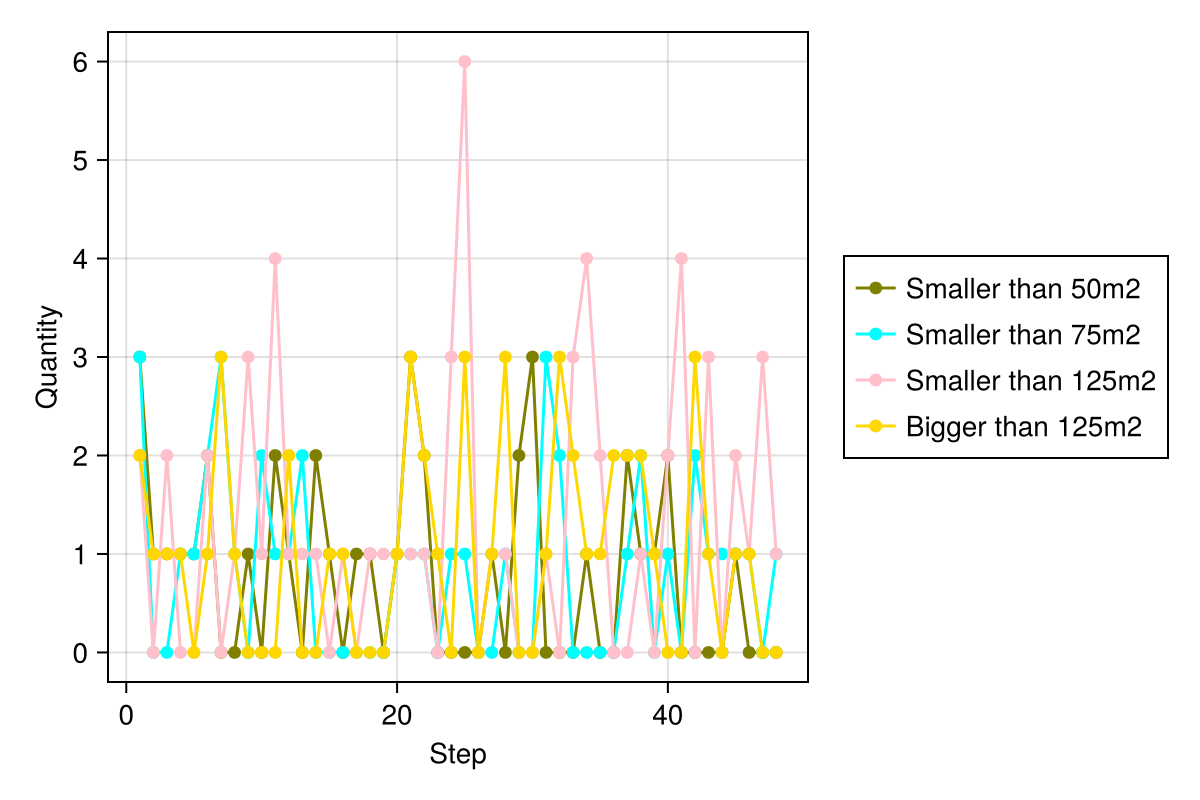 6
5
4
3
2
1
0
Quantity
0 20 40
Step
Smaller than 50m2
Smaller than 75m2
Smaller than 125m2
Bigger than 125m2